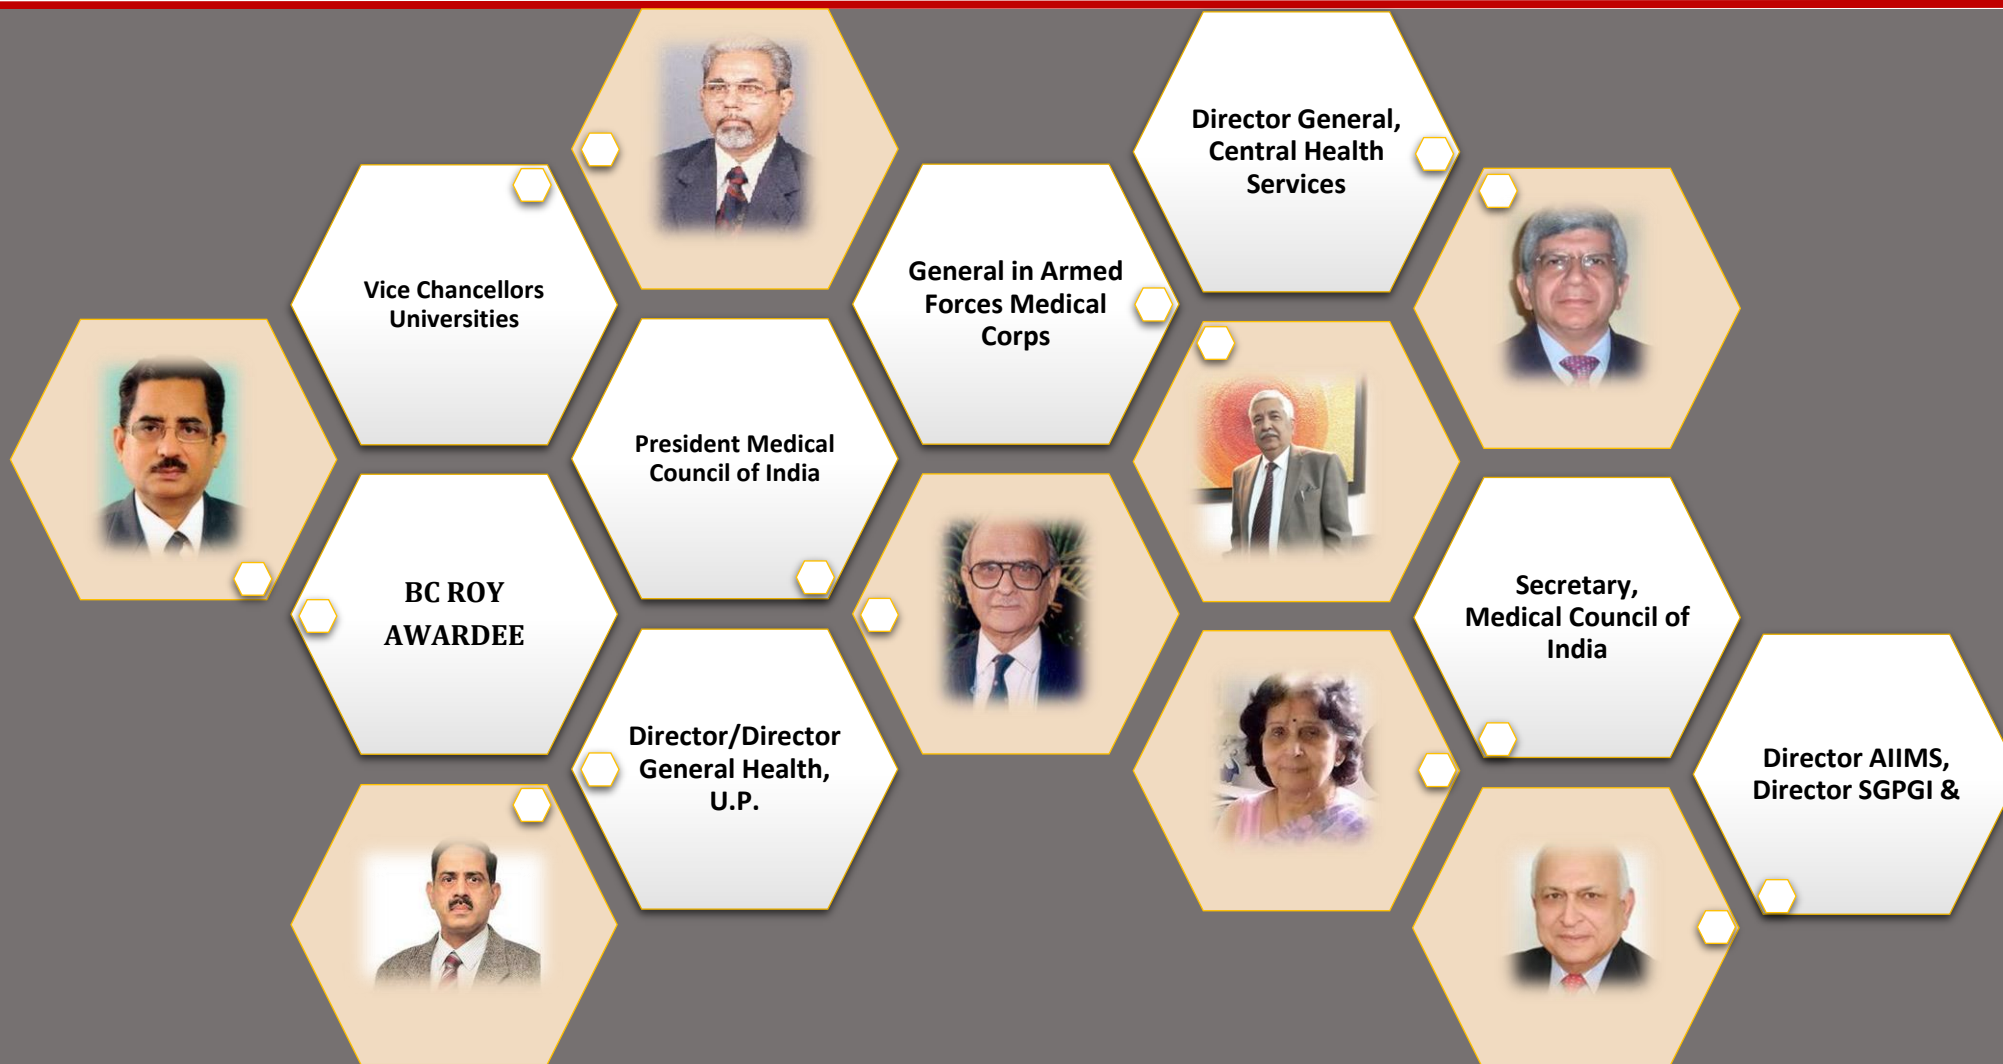 Director General,
Central Health
Services
Vice Chancellors
Universities
General in Armed
Forces Medical
Corps
President Medical
Council of India
BC ROY
AWARDEE
Secretary,
Medical Council of
India
Director/Director
General Health,
U.P.
Director AIIMS,
Director SGPGI &